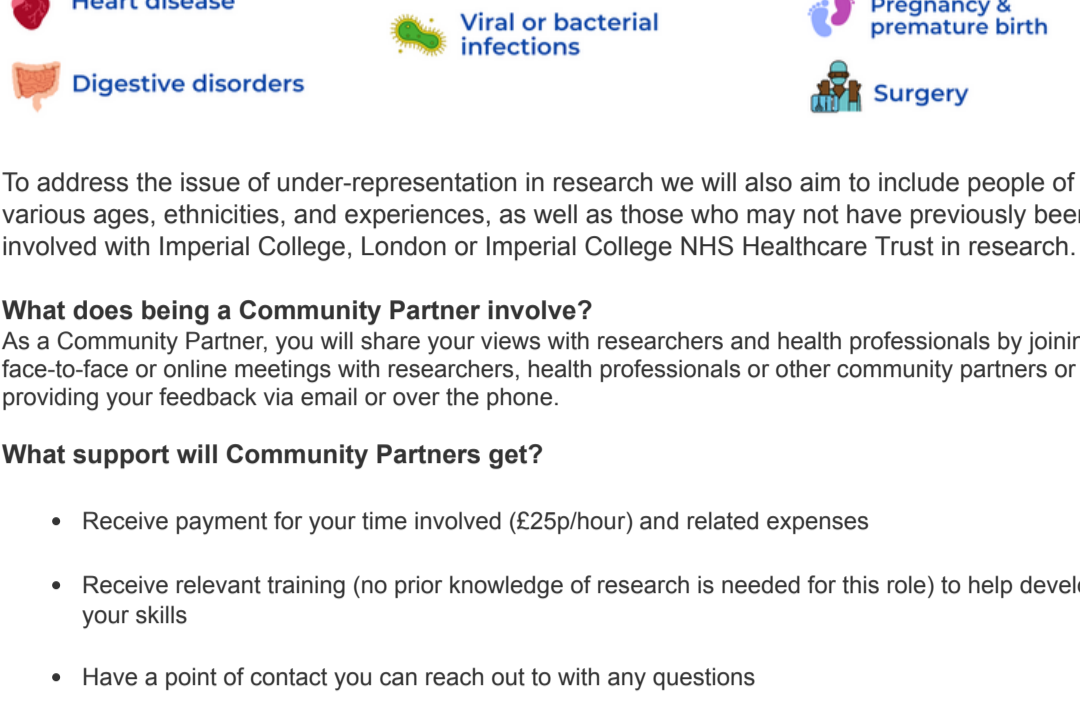 Heart disease
Digestive disorders
Viral or bacterial
infections
Pregnancy &
premature birth
Surgery
To address the issue of under-representation in research we will also aim to include people of
various ages, ethnicities, and experiences, as well as those who may not have previously been
involved with Imperial College, London or Imperial College NHS Healthcare Trust in research.
What does being a Community Partner involve?
As a Community Partner, you will share your views with researchers and health professionals by joinin
face-to-face or online meetings with researchers, health professionals or other community partners or
providing your feedback via email or over the phone.
What support will Community Partners get?
• Receive payment for your time involved (£25p/hour) and related expenses
• Receive relevant training (no prior knowledge of research is needed for this role) to help develo
your skills
• Have a point of contact you can reach out to with any questions